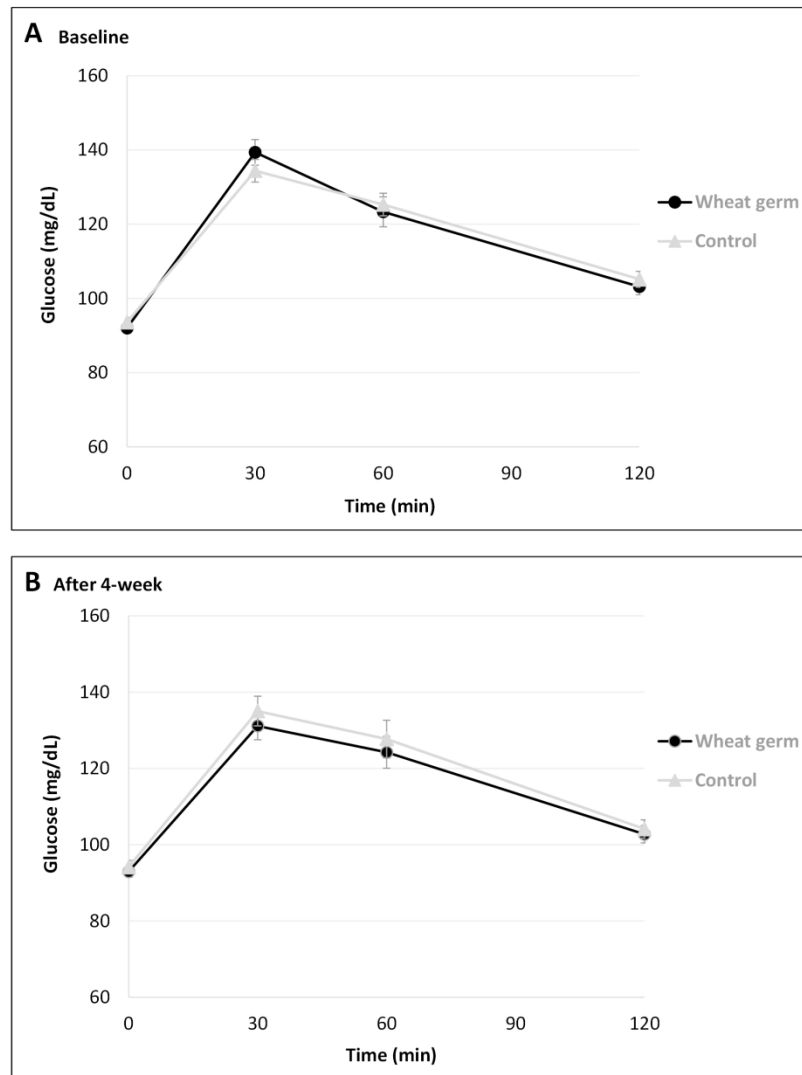 A Baseline
160
140
120
100
80
60
Glucose (mg/dL)
0 30 60 90 120
Time (min)
Wheat germ
Control
B After 4-week
160
140
120
100
80
60
Glucose (mg/dL)
0 30 60 90 120
Time (min)
Wheat germ
Control